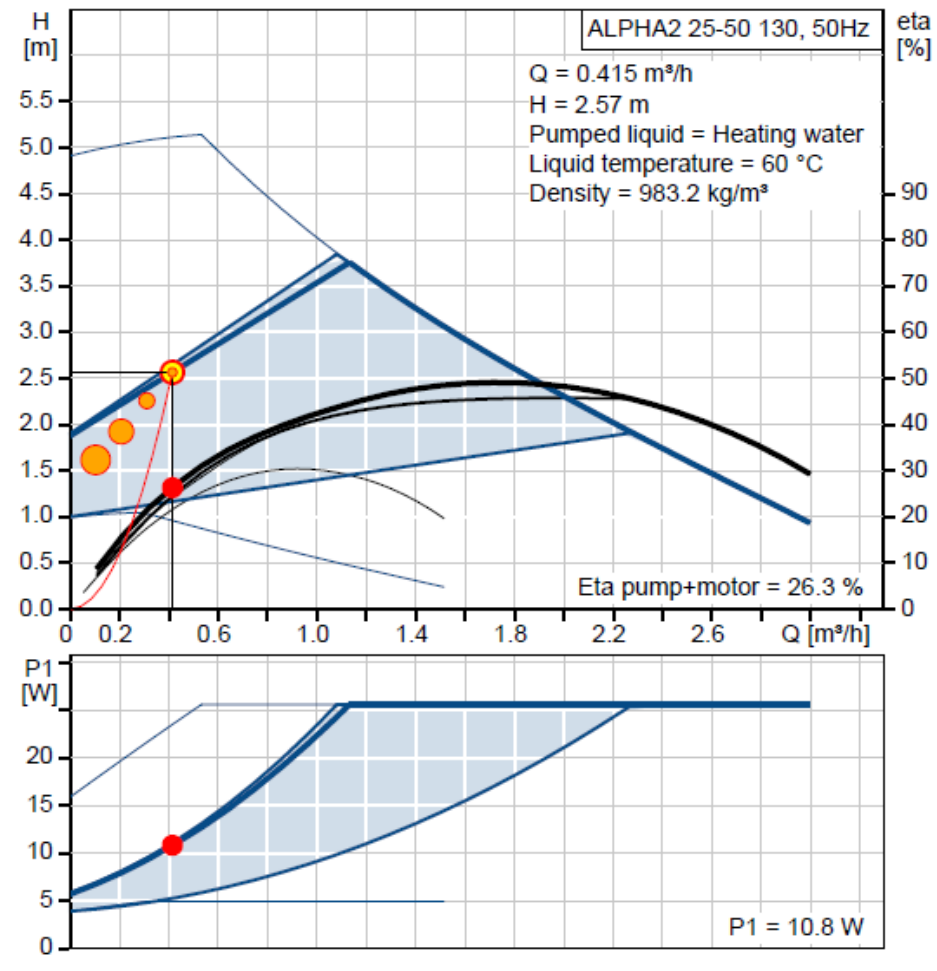 H
[m]
eta
[%]
ALPHA2 25-50 130, 50Hz
Q = 0.415 m³/h
H = 2.57 m
Pumped liquid = Heating water
Liquid temperature = 60 °C
Density = 983.2 kg/m³
5.5
5.0
4.5
4.0
3.5
3.0
2.5
2.0
1.5
1.0
0.5
0.0
90
80
70
60
50
40
30
20
10
0
Eta pump+motor = 26.3 %
0 0.2 0.6 1.0 1.4 1.8 2.2 2.6 Q [m³/h]
P1
[W]
20
15
10
5
0
P1 = 10.8 W